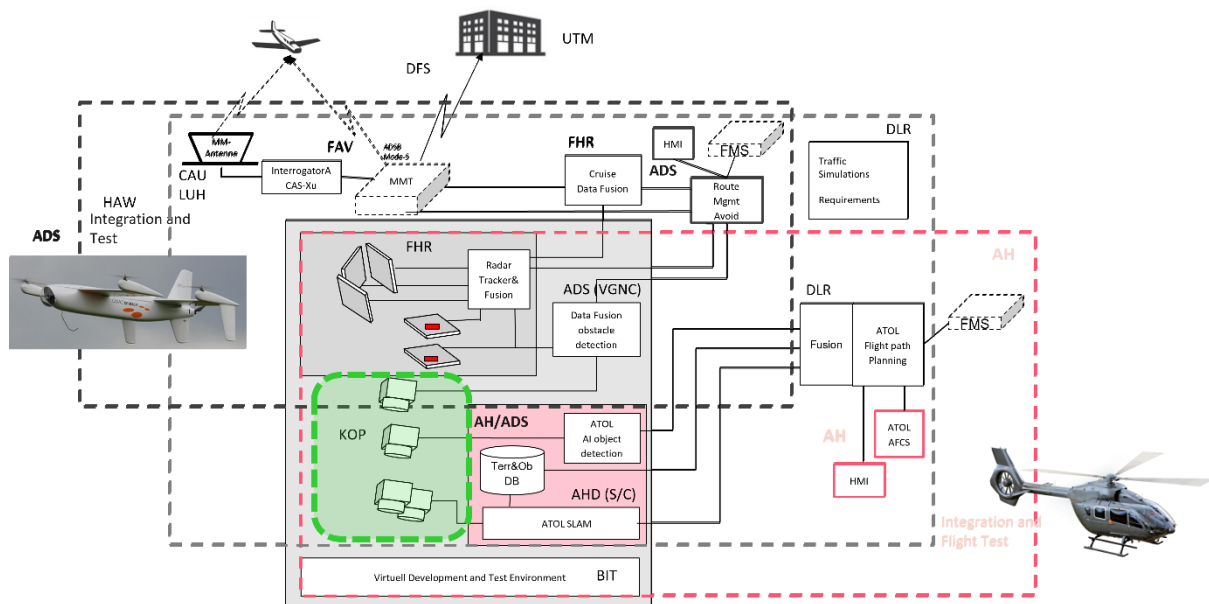 UTM
DFS
DLR
FHR
HMI
FMS
ADSB
Mode-S
FAV
ADS
MM-
Antenne
CAU
LUH
InterrogatorA
CAS-Xu
MMT
Cruise
Data Fusion
Route
Mgmt
Avoid
Traffic
Simulations
Requirements
HAW
Integration and
Test
ADS
FHR
Radar
Tracker&
Fusion
AH
ADS (VGNC)
DLR
Data Fusion
obstacle
detection
FMS
Fusion
ATOL
Flight path
Planning
KOP
AH/ADS
ATOL
AI object
detection
AH
ATOL
AFCS
Terr&Ob
DB
HMI
AHD (S/C)
ATOL SLAM
Integration and
Flight Test
Virtuell Development and Test Environment
BIT